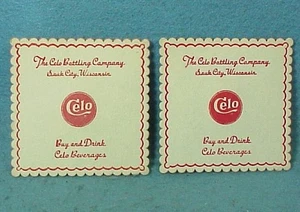 The Celo Bottling Company.
Sauk City, Wisconsin
Celo
Buy and Drink
Celo Beverages
The Celo Bottling Company.
Sauk City, Wisconsin
Celo
Buy and Drink
Celo Beverages